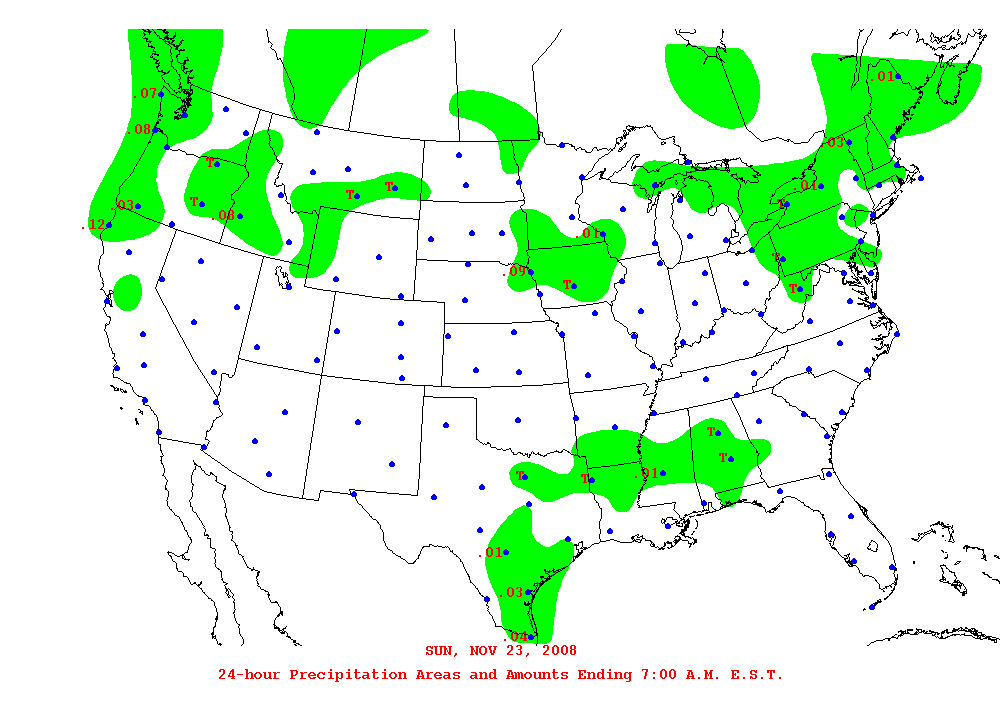 .01
.07
.08
.03
T
T
T
.01
T
.03
.08
T
.12
.01
T
.09
T
T
T
T
.01
T
T
.01
.03
.04
SUN, NOV 23, 2008
24-hour Precipitation Areas and Amounts Ending 7:00 A.M. E.S.T.